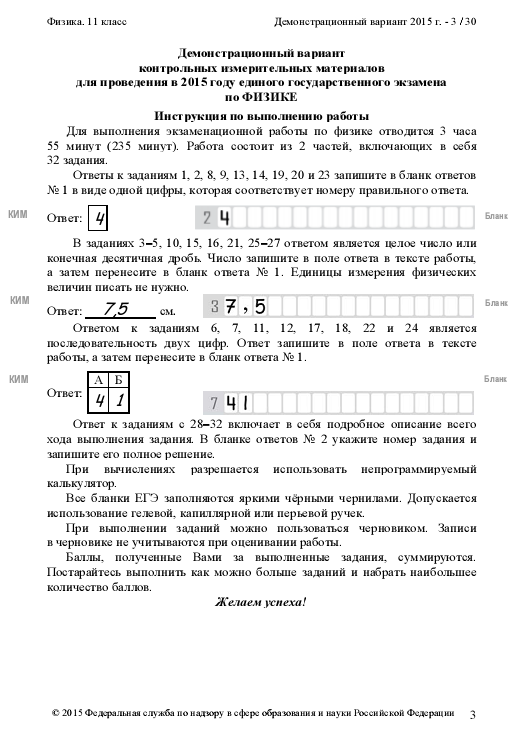 Физика. 11 класс Демонстрационный вариант 2015 г. - 3 / 30
Демонстрационный вариант
контрольных измерительных материалов
для проведения в 2015 году единого государственного экзамена
по ФИЗИКЕ
Инструкция по выполнению работы
Для выполнения экзаменационной работы по физике отводится 3 часа
55 минут (235 минут). Работа состоит из 2 частей, включающих в себя
32 задания.
Ответы к заданиям 1, 2, 8, 9, 13, 14, 19, 20 и 23 запишите в бланк ответов
№ 1 в виде одной цифры, которая соответствует номеру правильного ответа.
КИМ Ответ: 4 2 4 Бланк
В заданиях 3–5, 10, 15, 16, 21, 25–27 ответом является целое число или
конечная десятичная дробь. Число запишите в поле ответа в тексте работы,
а затем перенесите в бланк ответа № 1. Единицы измерения физических
величин писать не нужно.
КИМ Ответ: 7,5 см. 3 7,5 Бланк
Ответом к заданиям 6, 7, 11, 12, 17, 18, 22 и 24 является
последовательность двух цифр. Ответ запишите в поле ответа в тексте
работы, а затем перенесите в бланк ответа № 1.
КИМ А Б Бланк
Ответ: 4 1 7 41
Ответ к заданиям с 28–32 включает в себя подробное описание всего
хода выполнения задания. В бланке ответов № 2 укажите номер задания и
запишите его полное решение.
При вычислениях разрешается использовать непрограммируемый
калькулятор.
Все бланки ЕГЭ заполняются яркими чёрными чернилами. Допускается
использование гелевой, капиллярной или перьевой ручек.
При выполнении заданий можно пользоваться черновиком. Записи
в черновике не учитываются при оценивании работы.
Баллы, полученные Вами за выполненные задания, суммируются.
Постарайтесь выполнить как можно больше заданий и набрать наибольшее
количество баллов.
Желаем успеха!
© 2015 Федеральная служба по надзору в сфере образования и науки Российской Федерации 3